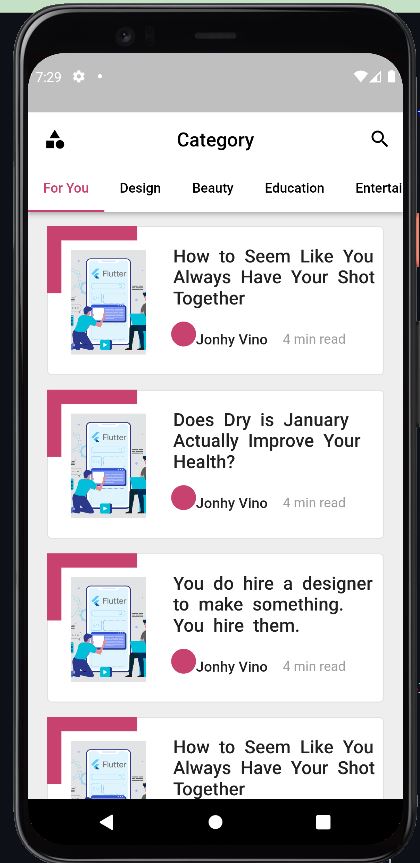 7:29
Category
For You Design Beauty Education Entertai
Flutter
How to Seem Like You
Always Have Your Shot
Together
Jonhy Vino 4 min read
Flutter
Does Dry is January
Actually Improve Your
Health?
Jonhy Vino 4 min read
Flutter
You do hire a designer
to make something.
You hire them.
Jonhy Vino 4 min read
Flutter
How to Seem Like You
Always Have Your Shot
Together